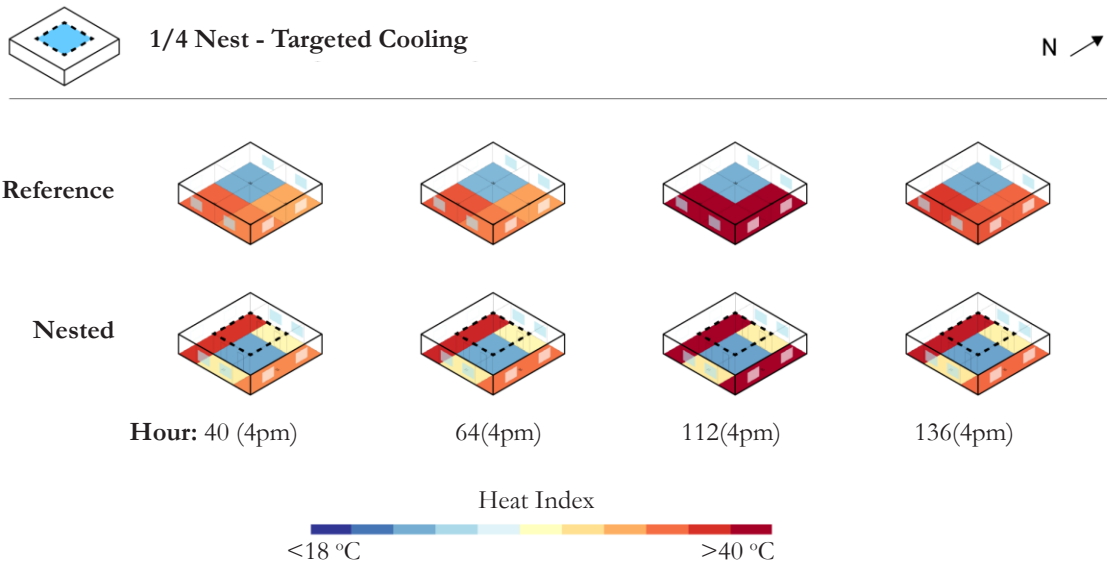 1/4 Nest - Targeted Cooling
N
Reference
Nested
Hour: 40 (4pm) 64(4pm) 112(4pm) 136(4pm)
Heat Index
<18 °C >40 °C